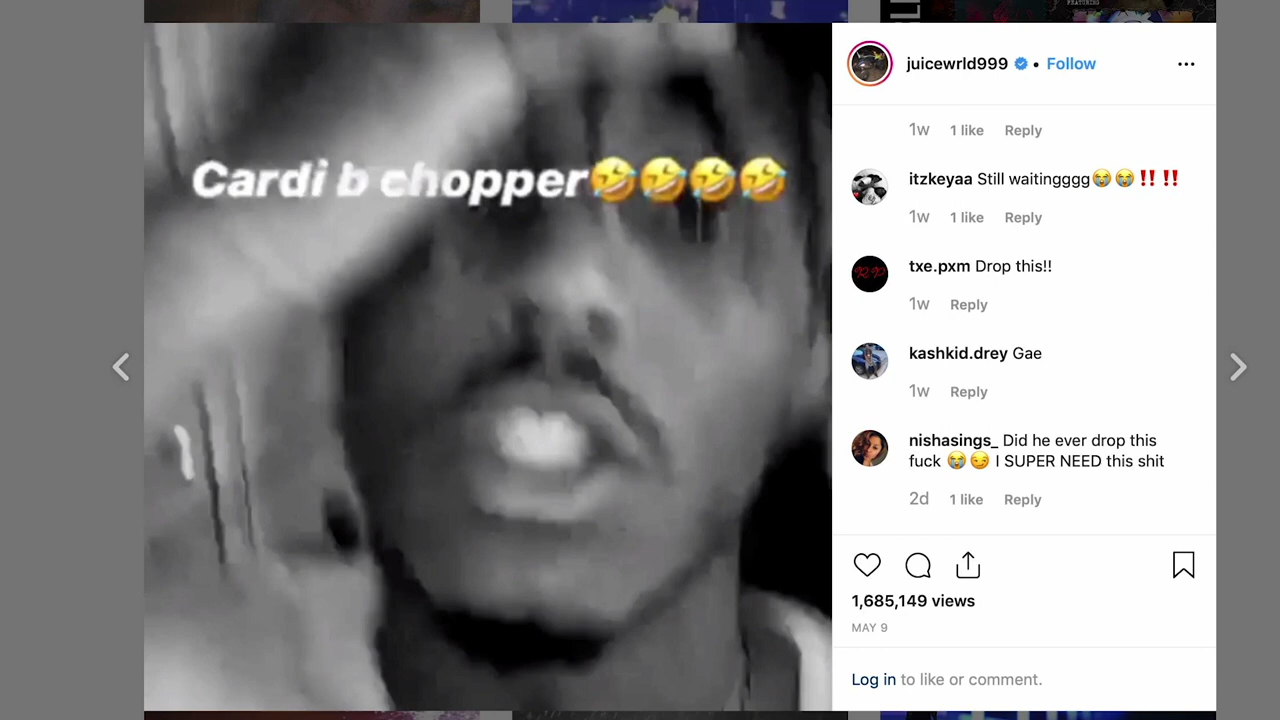 FEATURING
Cardi b chopper🤣🤣🤣🤣
juicewrld999 • Follow
1w 1 like Reply
itzkeyaa Still waitingggg😭😭‼️‼️
1w 1 like Reply
txe.pxm Drop this!!
1w Reply
kashkid.drey Gae
1w Reply
nishasings_ Did he ever drop this
fuck 😭😏 I SUPER NEED this shit
2d 1 like Reply
1,685,149 views
MAY 9
Log in to like or comment.